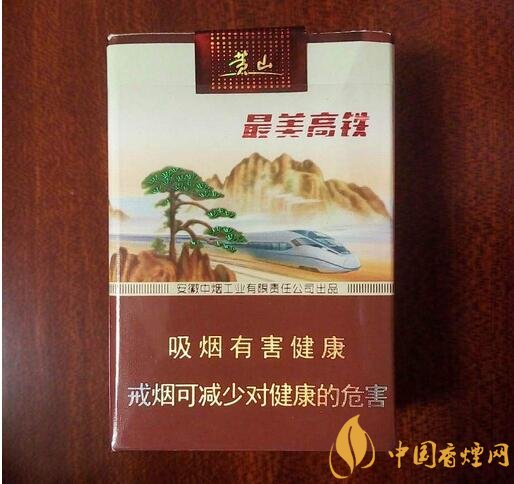 黄山
最美高铁
安徽中烟工业有限责任公司出品
吸烟有害健康
戒烟可减少对健康的危害
中国香煙网